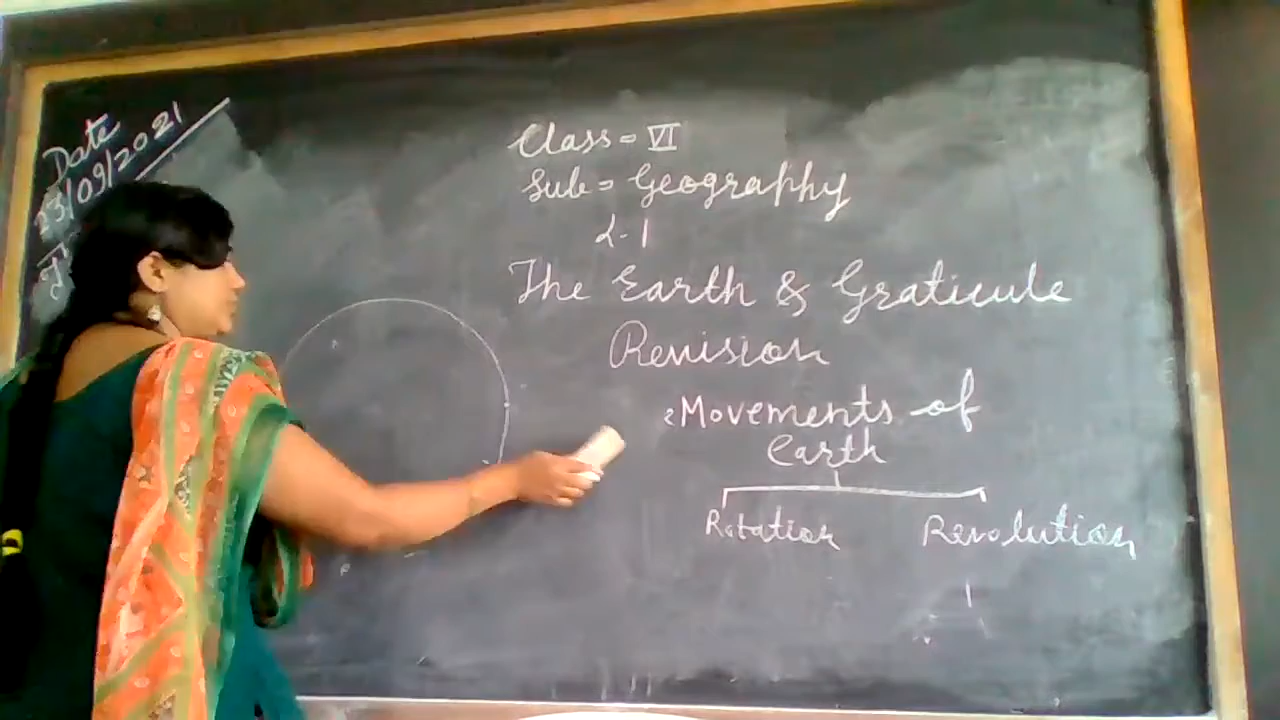 Date
23/09/2021
Class = VI
Sub = Geography
L-1
The Earth & Graticule
Revision
Movements of
Earth
Rotation Revolution